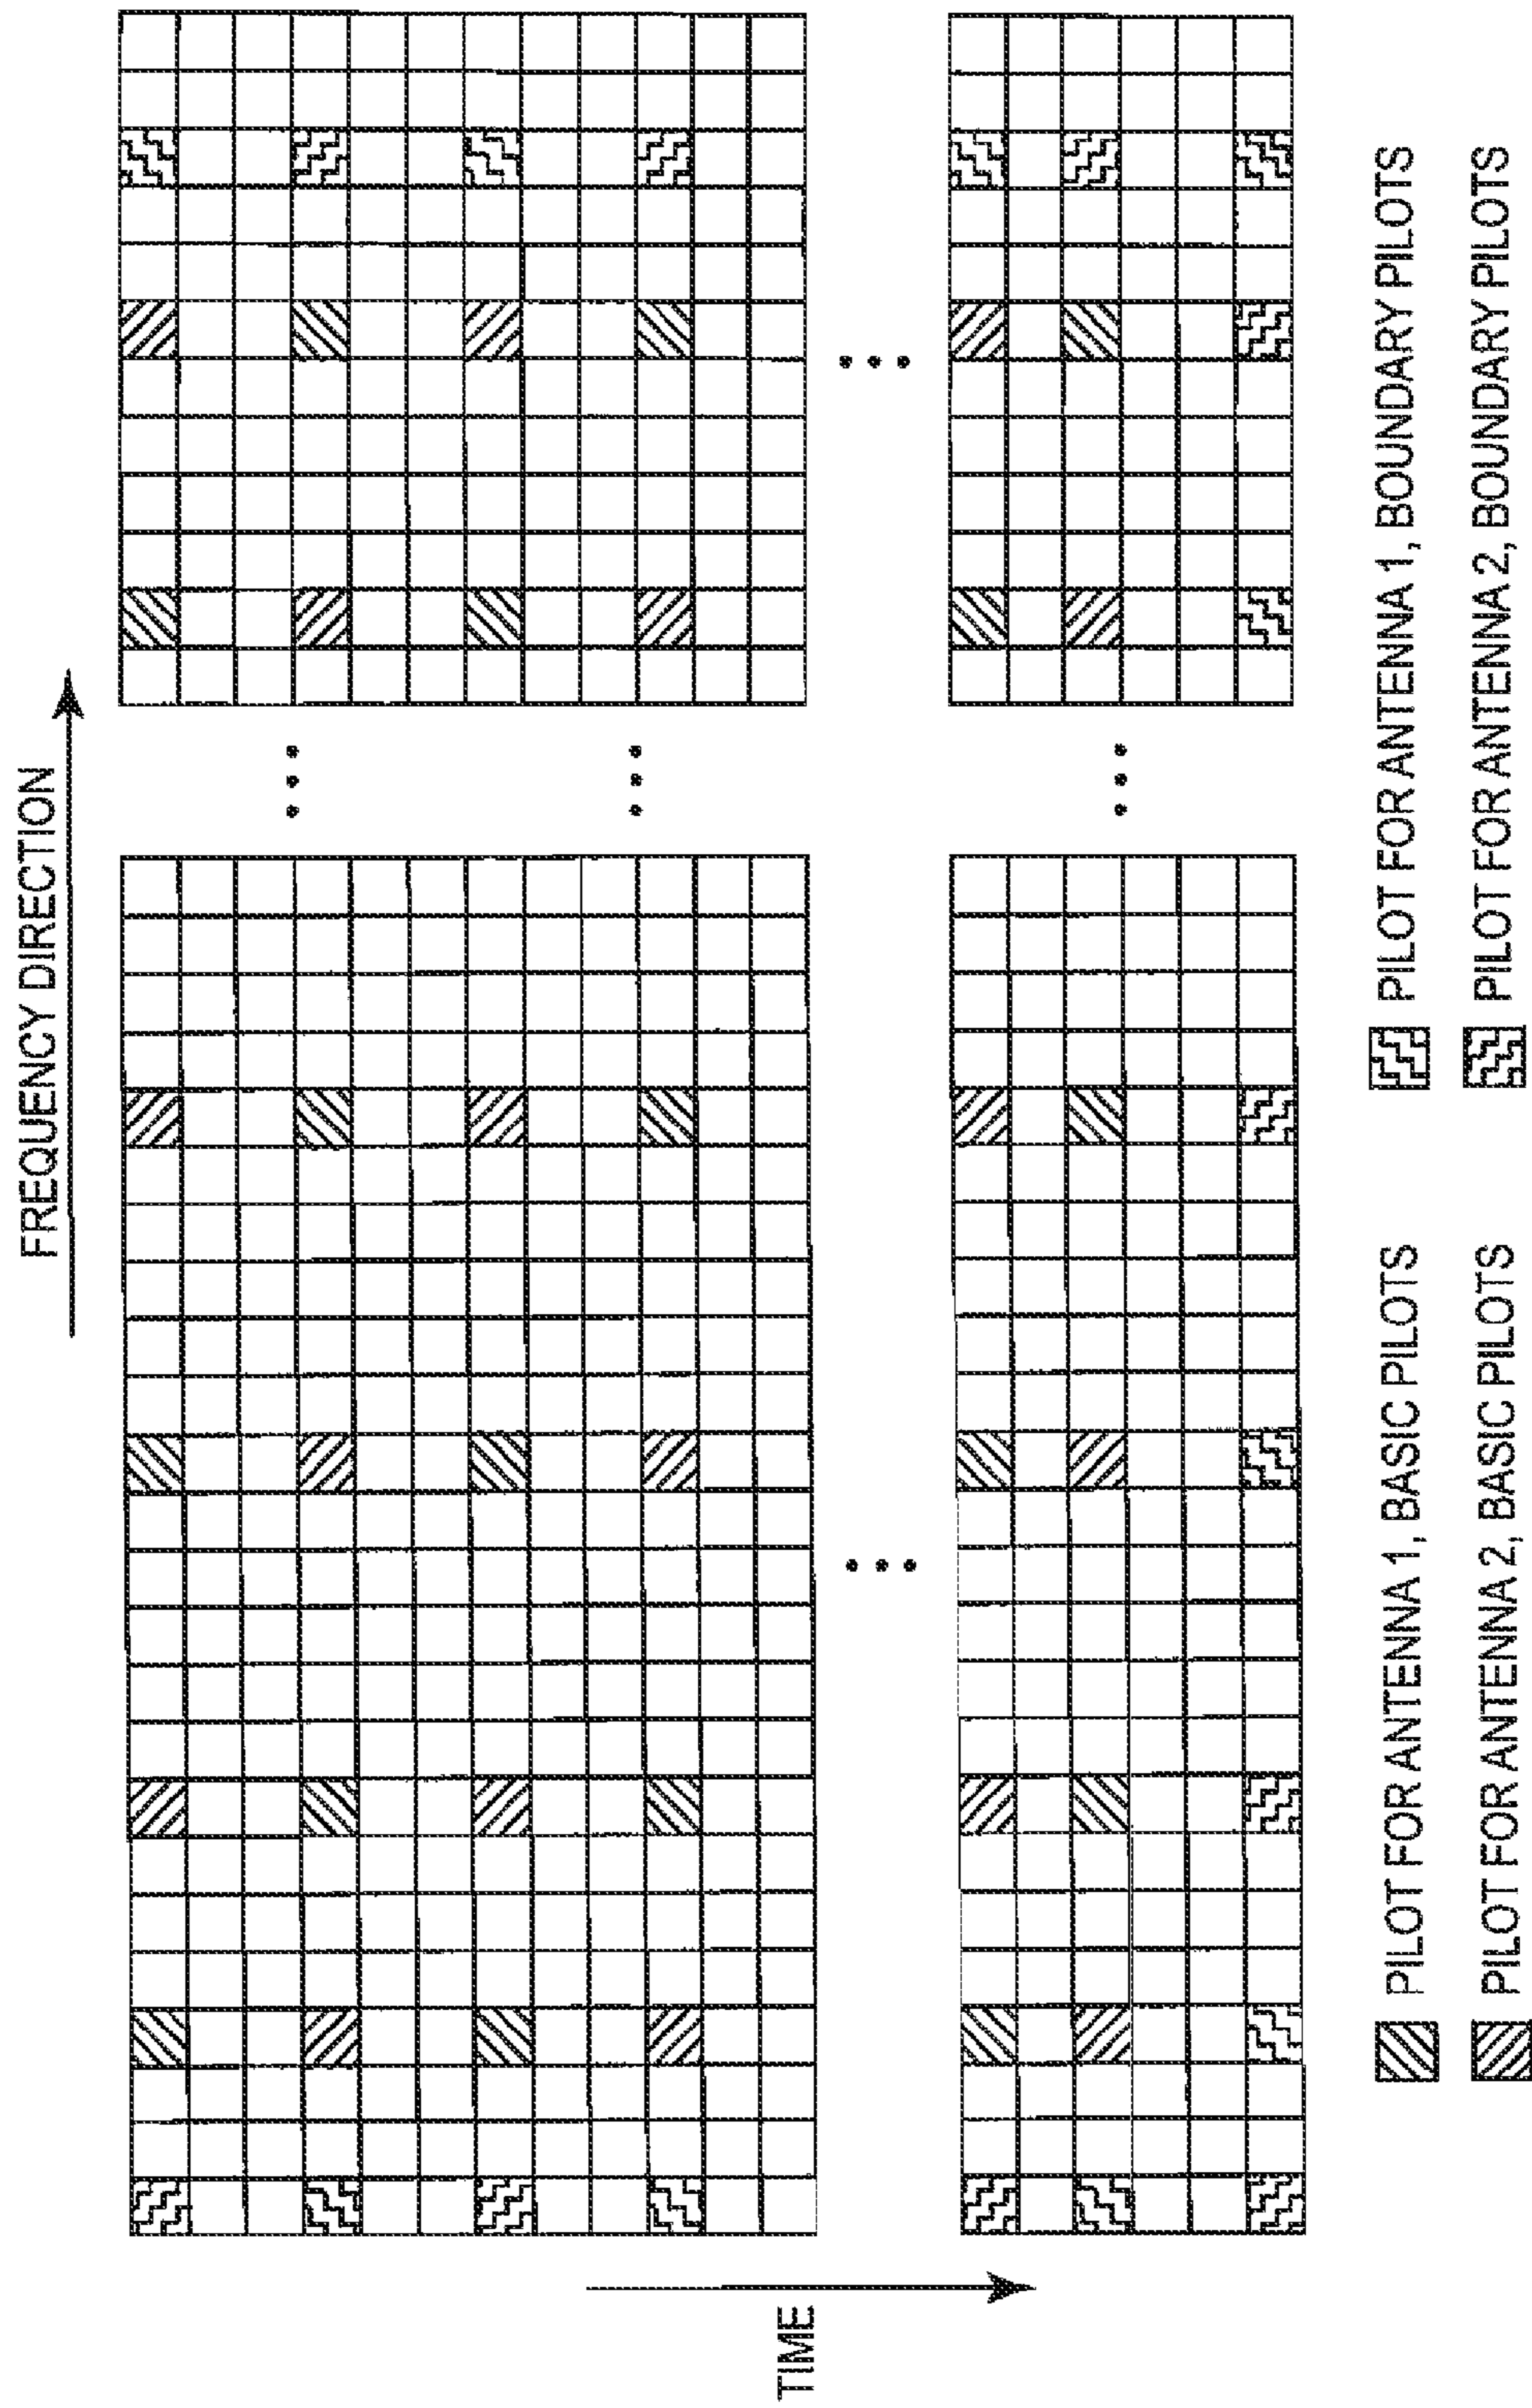 FREQUENCY DIRECTION
TIME
PILOT FOR ANTENNA 1, BASIC PILOTS
PILOT FOR ANTENNA 2, BASIC PILOTS
PILOT FOR ANTENNA 1, BOUNDARY PILOTS
PILOT FOR ANTENNA 2, BOUNDARY PILOTS